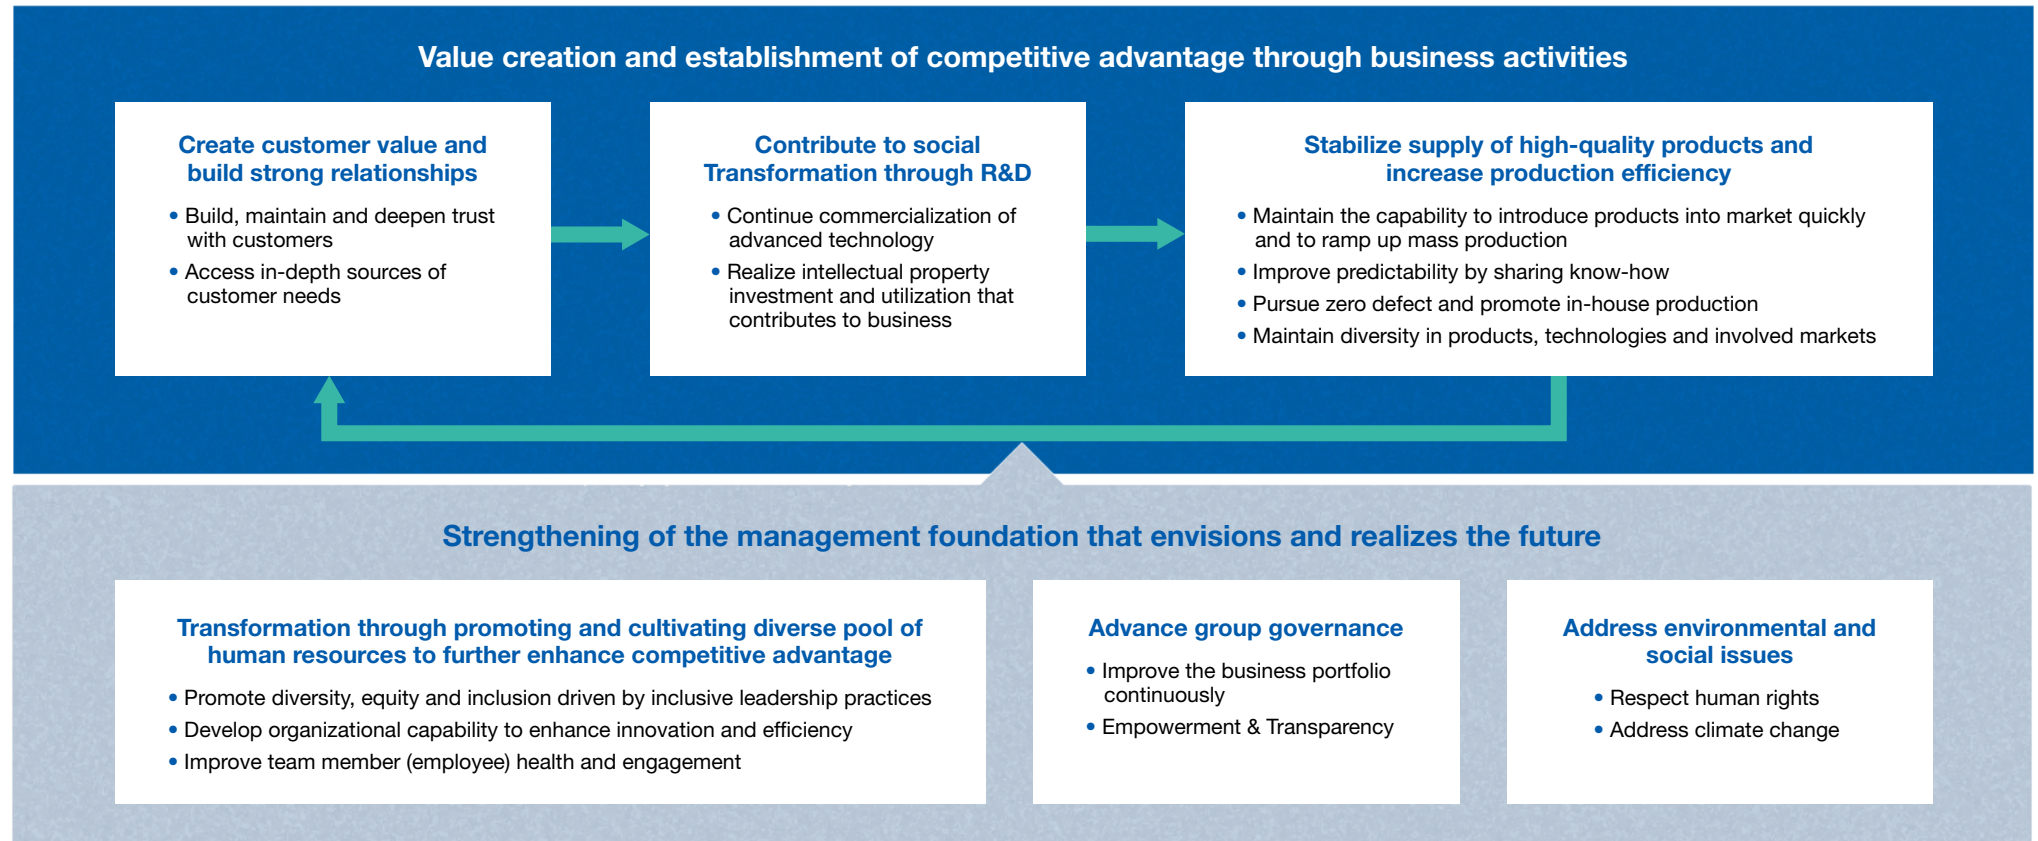 Value creation and establishment of competitive advantage through business activities
Create customer value and
build strong relationships
• Build, maintain and deepen trust
with customers
• Access in-depth sources of
customer needs
Contribute to social
Transformation through R&D
• Continue commercialization of
advanced technology
• Realize intellectual property
investment and utilization that
contributes to business
Stabilize supply of high-quality products and
increase production efficiency
• Maintain the capability to introduce products into market quickly
and to ramp up mass production
• Improve predictability by sharing know-how
• Pursue zero defect and promote in-house production
• Maintain diversity in products, technologies and involved markets
Strengthening of the management foundation that envisions and realizes the future
Transformation through promoting and cultivating diverse pool of
human resources to further enhance competitive advantage
• Promote diversity, equity and inclusion driven by inclusive leadership practices
• Develop organizational capability to enhance innovation and efficiency
• Improve team member (employee) health and engagement
Advance group governance
• Improve the business portfolio
continuously
• Empowerment & Transparency
Address environmental and
social issues
• Respect human rights
• Address climate change